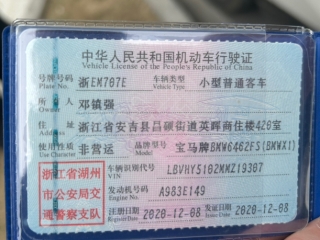 中华人民共和国机动车行驶证
Vehicle License of the People's Republic of China
号牌号码 浙EM707E 车辆类型 小型普通客车
Plate No. Vehicle Type
所有人 邓镇强
Owner
住址 浙江省安吉县昌硕街道英晖商住楼426室
Address
使用性质 非营运 品牌型号 宝马牌BMW6462FS(BMWX1)
Use Character Model
浙江省湖州 车辆识别代号 LBVHY5102MMZ19307
VIN
市公安局交 发动机号码 A983E149
Engine No.
通警察支队 注册日期 2020-12-08 发证日期 2020-12-08
Register Date Issue Date